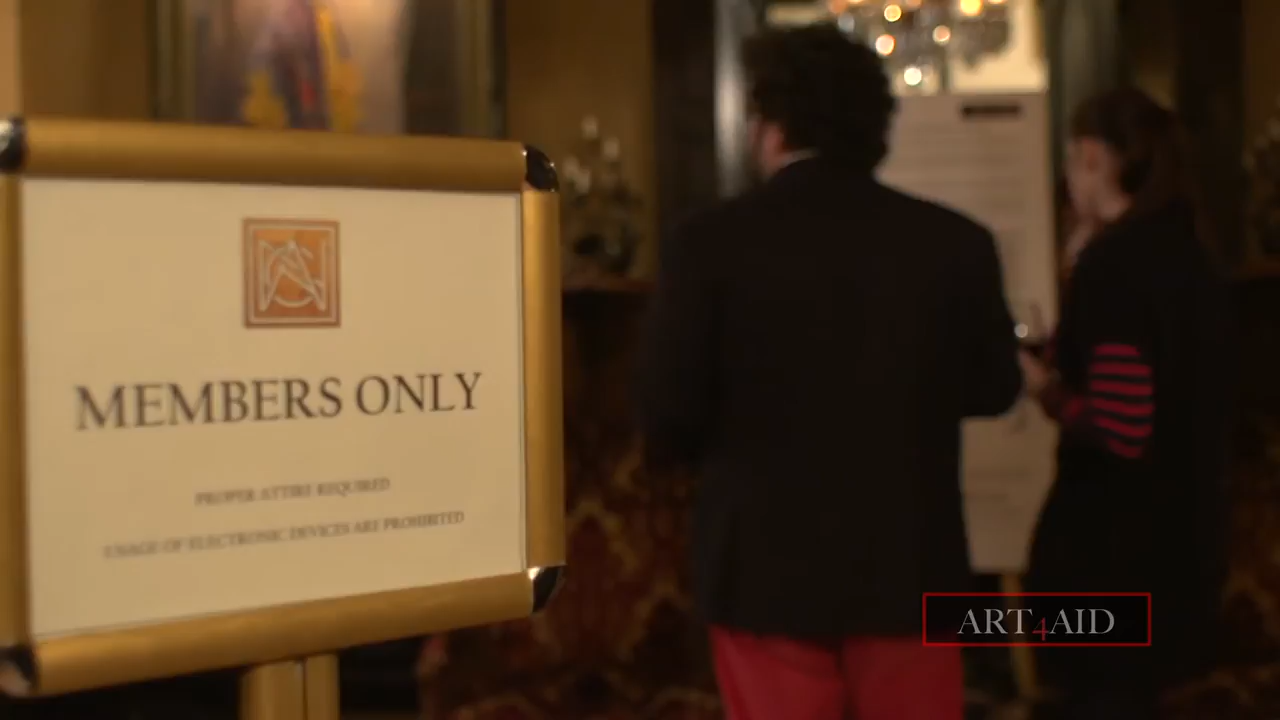 MEMBERS ONLY
PROPER ATTIRE REQUIRED
USAGE OF ELECTRONIC DEVICES ARE PROHIBITED
ART4AID